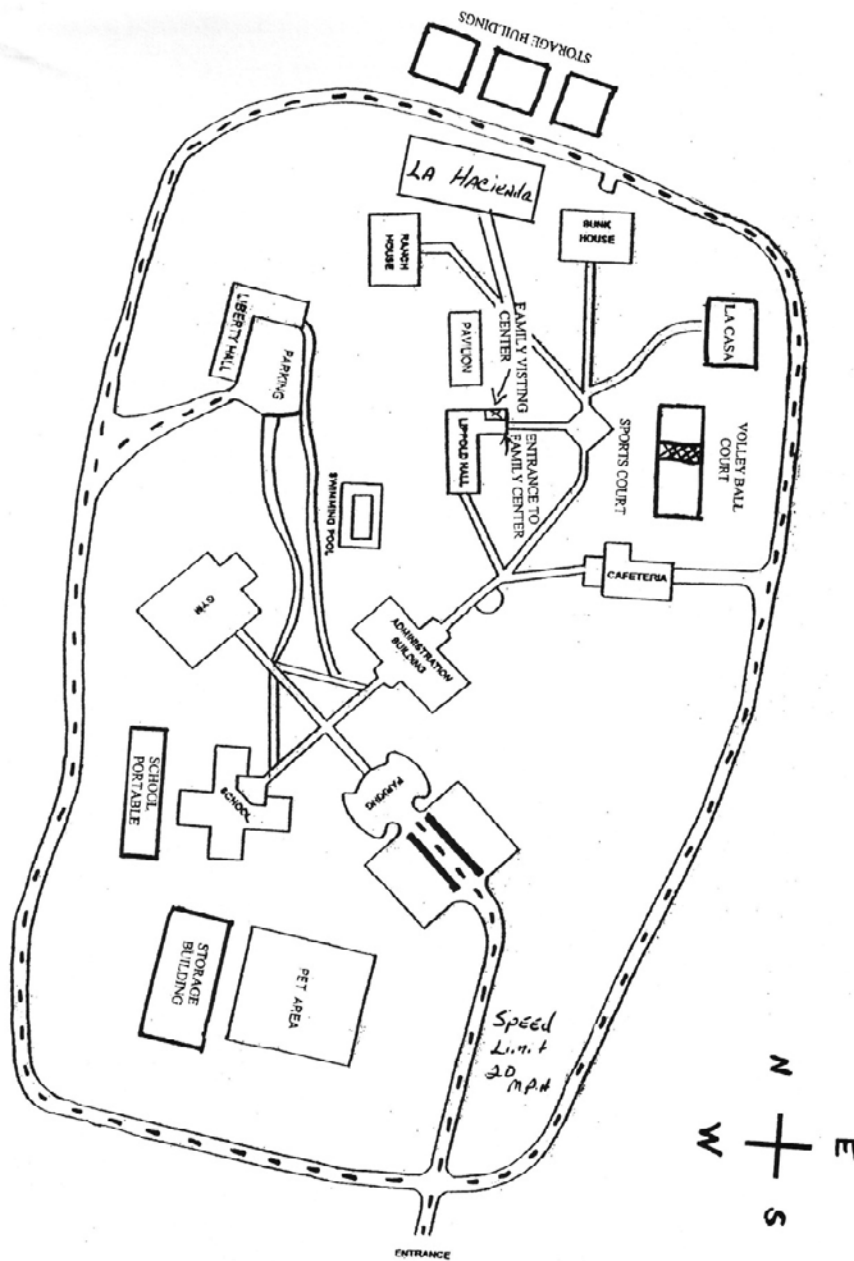 STORAGE BUILDINGS
LA HACIENDA
BUNK
HOUSE
RANCH
HOUSE
LA CASA
LIBERTY HALL
PARKING
PAVILION
FAMILY VISTING
CENTER
X
LIPPOLD HALL
ENTRANCE TO
FAMILY CENTER
SPORTS COURT
VOLLEY BALL
COURT
SWIMMING POOL
CAFETERIA
GYM
ADMINISTRATION
BUILDING
SCHOOL
PORTABLE
SCHOOL
STORAGE
BUILDING
PET AREA
Speed
Limit
20
M.P.H
N
E
W
S
ENTRANCE